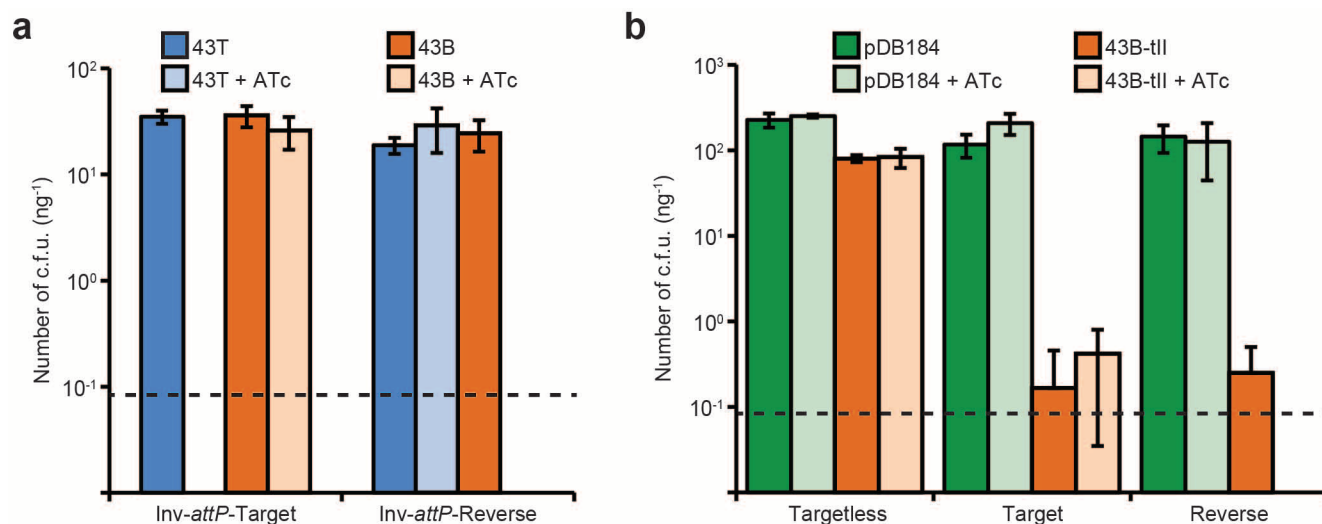 a
43T
43B
43T + ATc
43B + ATc
Number of c.f.u. (ng⁻¹)
10²
10¹
10⁰
10⁻¹
Inv-attP-Target
Inv-attP-Reverse
b
pDB184
43B-tII
pDB184 + ATc
43B-tII + ATc
Number of c.f.u. (ng⁻¹)
10³
10²
10¹
10⁰
10⁻¹
Targetless
Target
Reverse